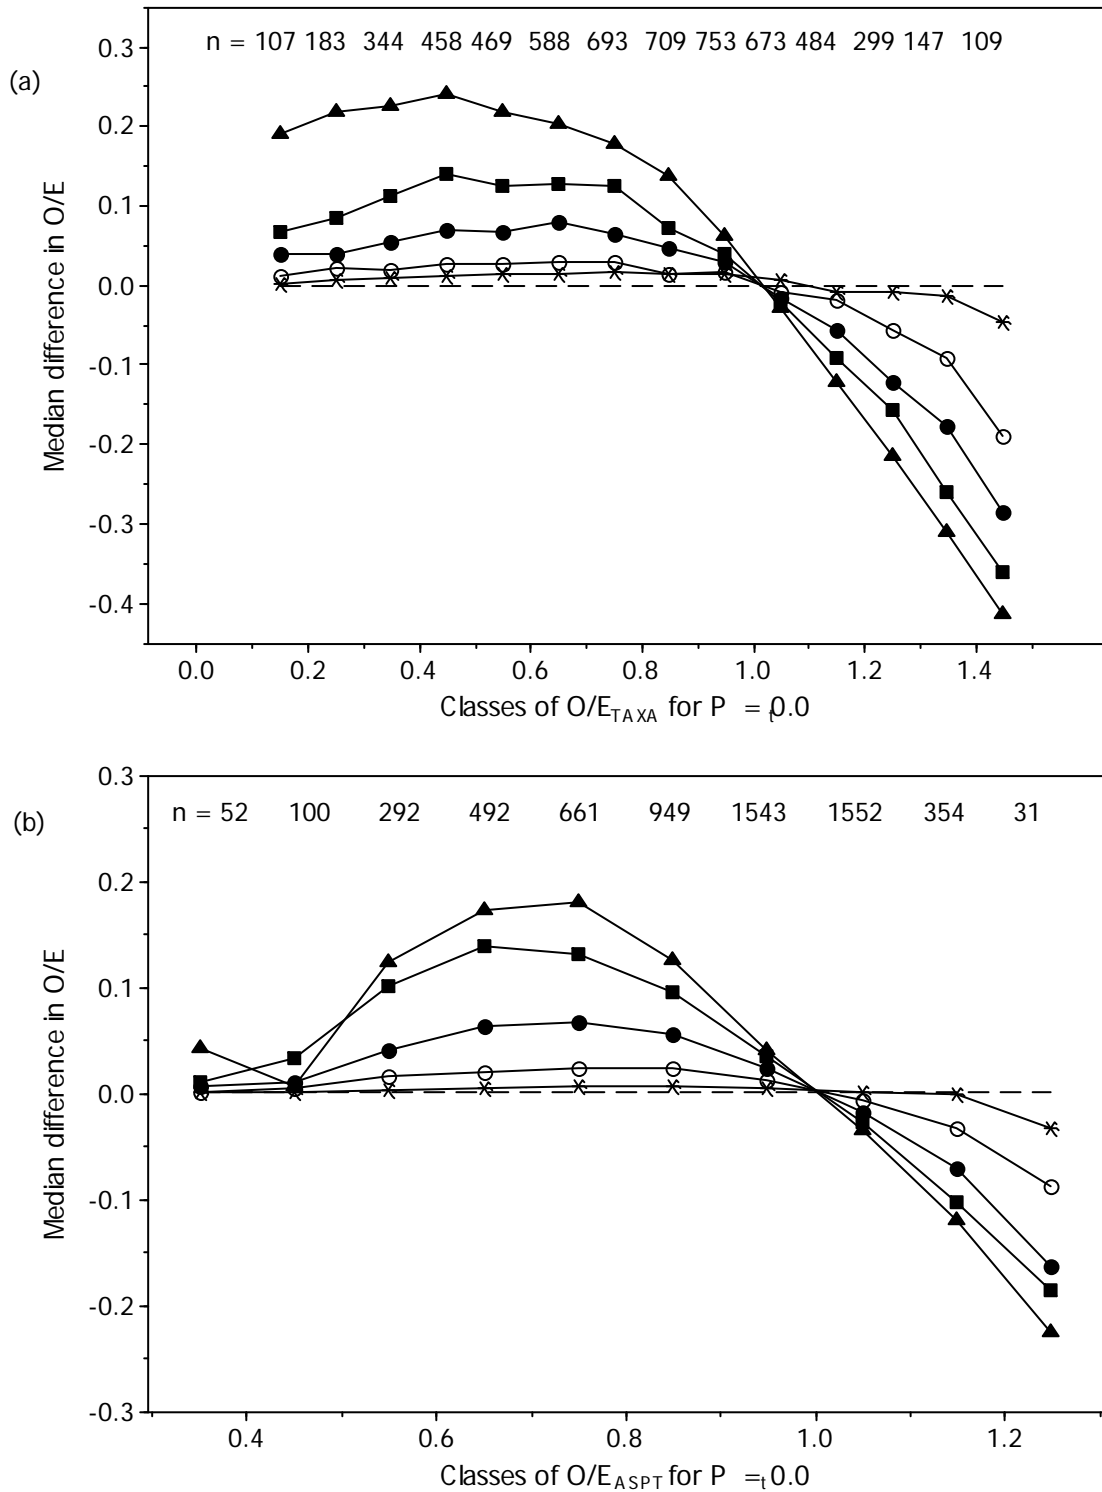 (a)
n = 107 183 344 458 469 588 693 709 753 673 484 299 147 109
0.3
0.2
0.1
0.0
-0.1
-0.2
-0.3
-0.4
Median difference in O/E
0.0 0.2 0.4 0.6 0.8 1.0 1.2 1.4
Classes of O/E TAXA for P t = 0.0
(b)
n = 52 100 292 492 661 949 1543 1552 354 31
0.3
0.2
0.1
0.0
-0.1
-0.2
-0.3
Median difference in O/E
0.4 0.6 0.8 1.0 1.2
Classes of O/E ASPT for P t = 0.0